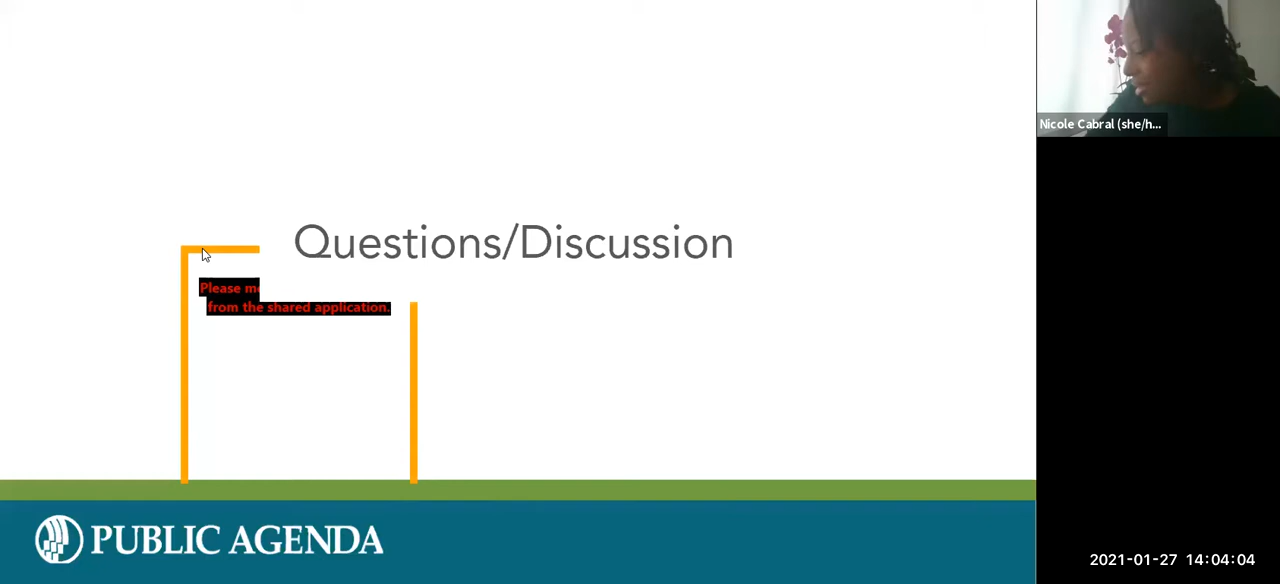 Questions/Discussion
Please m
from the shared application.
PUBLIC AGENDA
Nicole Cabral (she/h...
2021-01-27 14:04:04